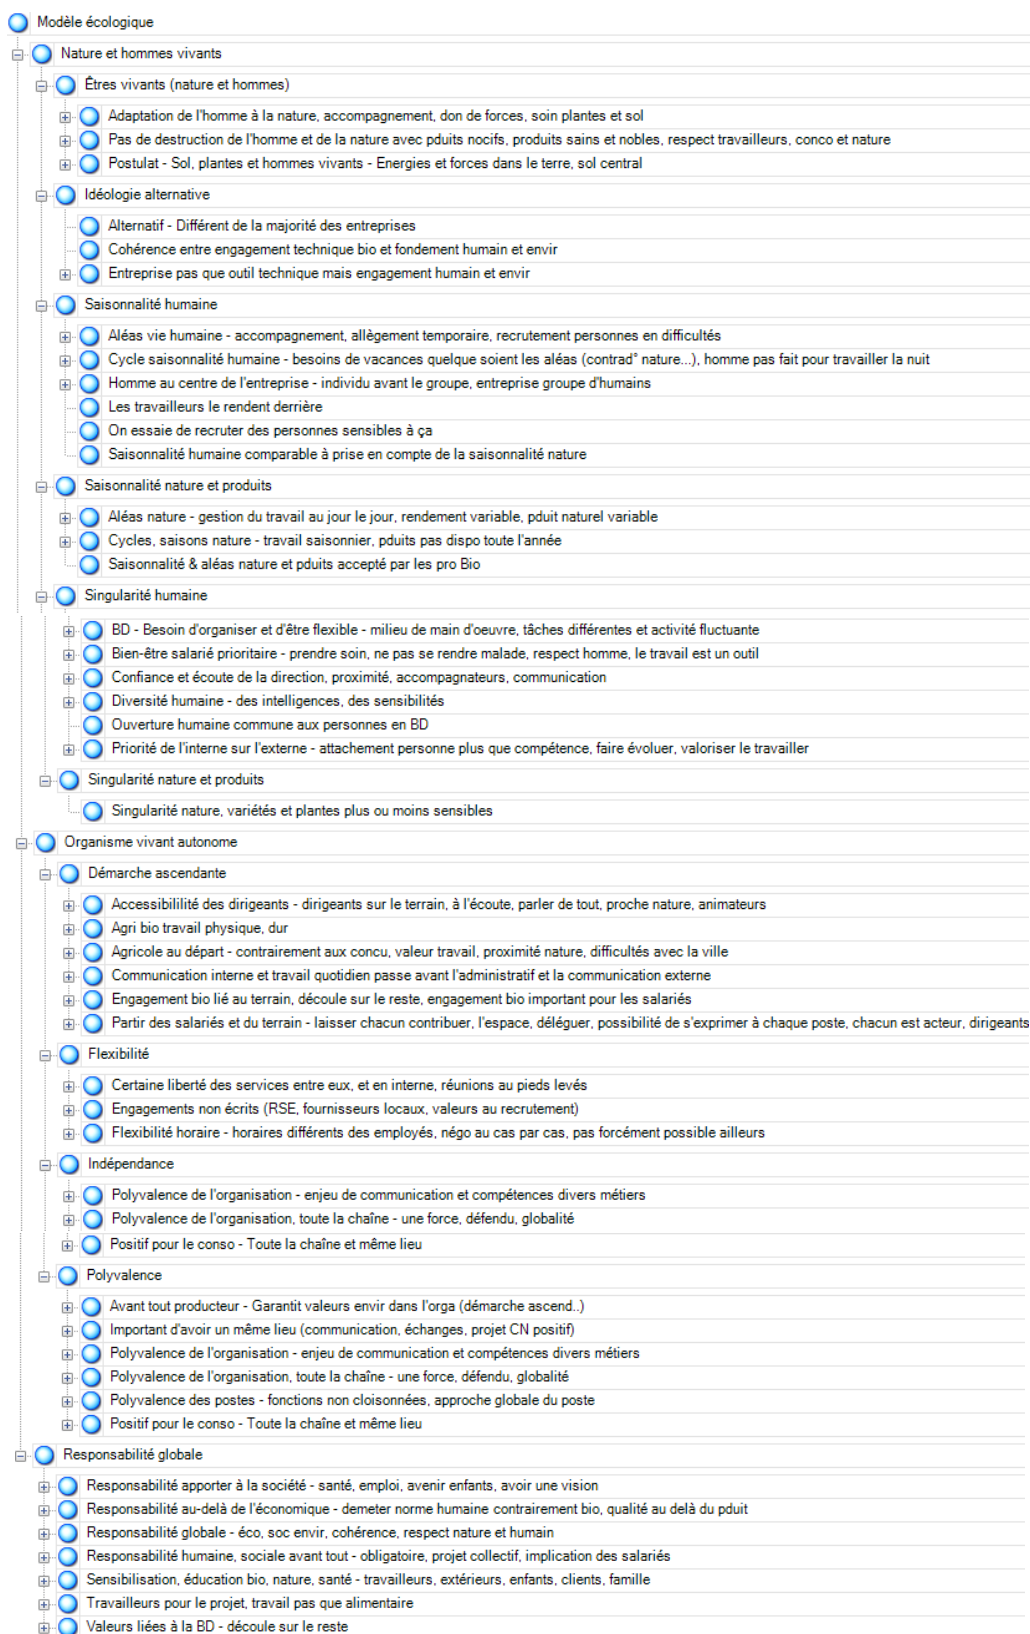 Modèle écologique
Nature et hommes vivants
Êtres vivants (nature et hommes)
Adaptation de l'homme à la nature, accompagnement, don de forces, soin plantes et sol
Pas de destruction de l'homme et de la nature avec pduits nocifs, produits sains et nobles, respect travailleurs, conco et nature
Postulat - Sol, plantes et hommes vivants - Energies et forces dans le terre, sol central
Idéologie alternative
Alternatif - Différent de la majorité des entreprises
Cohérence entre engagement technique bio et fondement humain et envir
Entreprise pas que outil technique mais engagement humain et envir
Saisonnalité humaine
Aléas vie humaine - accompagnement, allègement temporaire, recrutement personnes en difficultés
Cycle saisonnalité humaine - besoins de vacances quelque soient les aléas (contrad° nature...), homme pas fait pour travailler la nuit
Homme au centre de l'entreprise - individu avant le groupe, entreprise groupe d'humains
Les travailleurs le rendent derrière
On essaie de recruter des personnes sensibles à ça
Saisonnalité humaine comparable à prise en compte de la saisonnalité nature
Saisonnalité nature et produits
Aléas nature - gestion du travail au jour le jour, rendement variable, pduit naturel variable
Cycles, saisons nature - travail saisonnier, pduits pas dispo toute l'année
Saisonnalité & aléas nature et pduits accepté par les pro Bio
Singularité humaine
BD - Besoin d'organiser et d'être flexible - milieu de main d'oeuvre, tâches différentes et activité fluctuante
Bien-être salarié prioritaire - prendre soin, ne pas se rendre malade, respect homme, le travail est un outil
Confiance et écoute de la direction, proximité, accompagnateurs, communication
Diversité humaine - des intelligences, des sensibilités
Ouverture humaine commune aux personnes en BD
Priorité de l'interne sur l'externe - attachement personne plus que compétence, faire évoluer, valoriser le travailler
Singularité nature et produits
Singularité nature, variétés et plantes plus ou moins sensibles
Organisme vivant autonome
Démarche ascendante
Accessibililité des dirigeants - dirigeants sur le terrain, à l'écoute, parler de tout, proche nature, animateurs
Agri bio travail physique, dur
Agricole au départ - contrairement aux concu, valeur travail, proximité nature, difficultés avec la ville
Communication interne et travail quotidien passe avant l'administratif et la communication externe
Engagement bio lié au terrain, découle sur le reste, engagement bio important pour les salariés
Partir des salariés et du terrain - laisser chacun contribuer, l'espace, déléguer, possibilité de s'exprimer à chaque poste, chacun est acteur, dirigeants
Flexibilité
Certaine liberté des services entre eux, et en interne, réunions au pieds levés
Engagements non écrits (RSE, fournisseurs locaux, valeurs au recrutement)
Flexibilité horaire - horaires différents des employés, négo au cas par cas, pas forcément possible ailleurs
Indépendance
Polyvalence de l'organisation - enjeu de communication et compétences divers métiers
Polyvalence de l'organisation, toute la chaîne - une force, défendu, globalité
Positif pour le conso - Toute la chaîne et même lieu
Polyvalence
Avant tout producteur - Garantit valeurs envir dans l'orga (démarche ascend..)
Important d'avoir un même lieu (communication, échanges, projet CN positif)
Polyvalence de l'organisation - enjeu de communication et compétences divers métiers
Polyvalence de l'organisation, toute la chaîne - une force, défendu, globalité
Polyvalence des postes - fonctions non cloisonnées, approche globale du poste
Positif pour le conso - Toute la chaîne et même lieu
Responsabilité globale
Responsabilité apporter à la société - santé, emploi, avenir enfants, avoir une vision
Responsabilité au-delà de l'économique - demeter norme humaine contrairement bio, qualité au delà du pduit
Responsabilité globale - éco, soc envir, cohérence, respect nature et humain
Responsabilité humaine, sociale avant tout - obligatoire, projet collectif, implication des salariés
Sensibilisation, éducation bio, nature, santé - travailleurs, extérieurs, enfants, clients, famille
Travailleurs pour le projet, travail pas que alimentaire
Valeurs liées à la BD - découle sur le reste